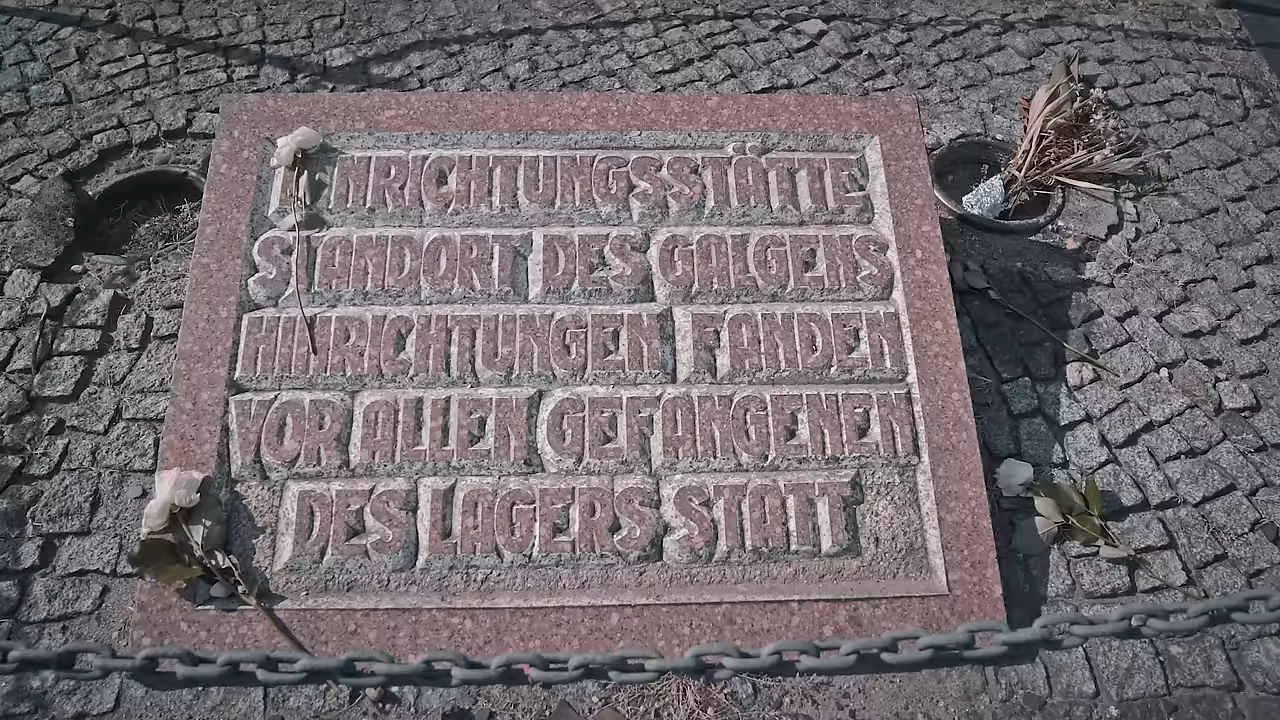 HINRICHTUNGSSTÄTTE
STANDORT DES GALGENS
HINRICHTUNGEN FANDEN
VOR ALLEN GEFANGENEN
DES LAGERS STATT